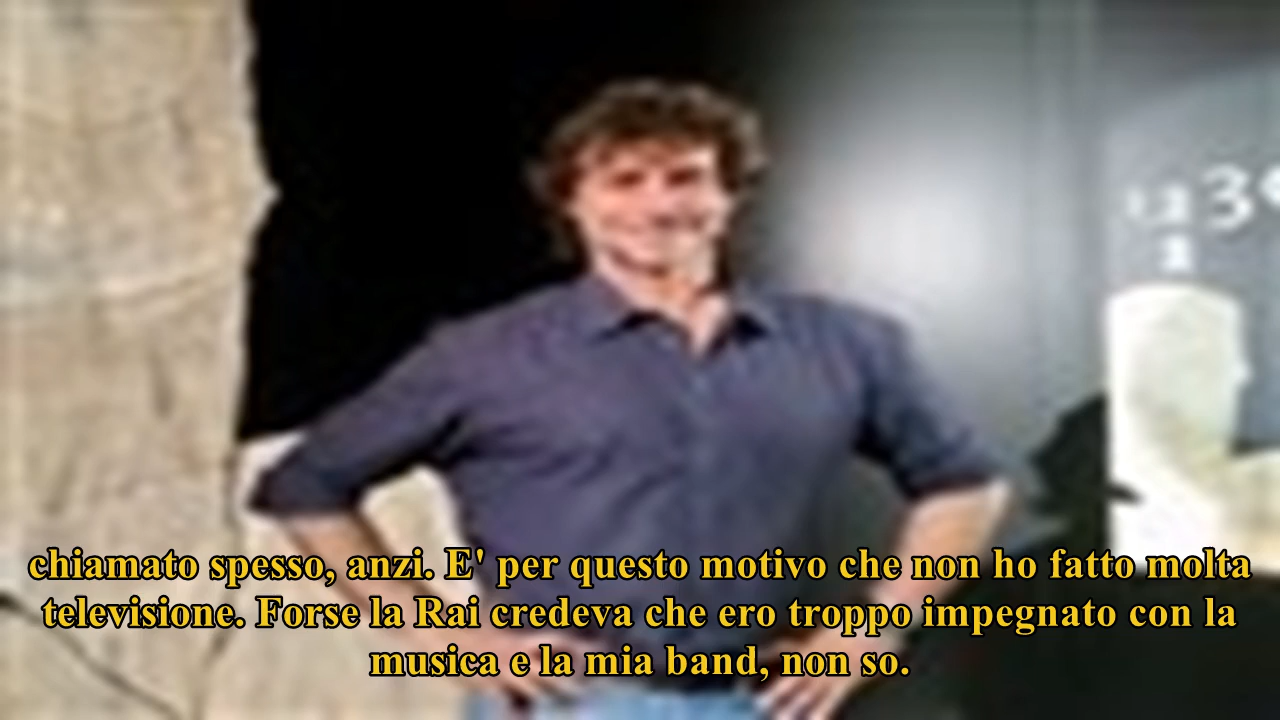 chiamato spesso, anzi. E' per questo motivo che non ho fatto molta
televisione. Forse la Rai credeva che ero troppo impegnato con la
musica e la mia band, non so.